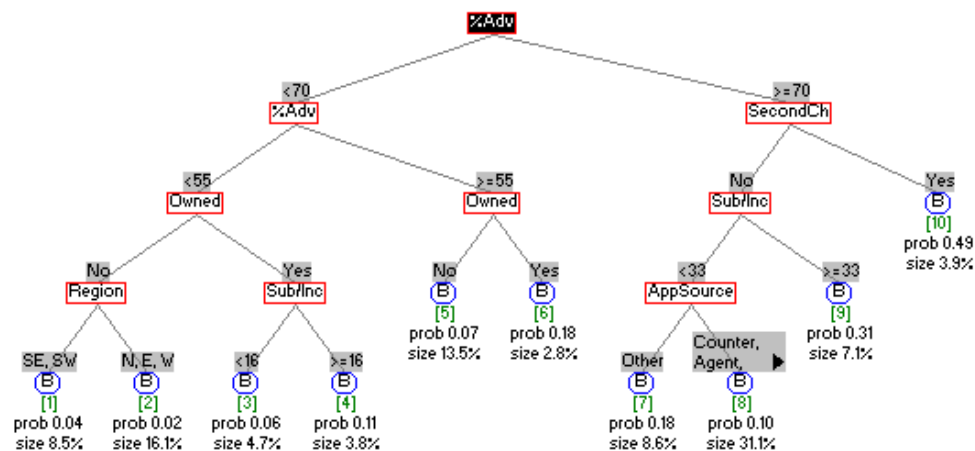 %Adv
<70
>=70
%Adv
SecondCh
<55
>=55
No
Yes
Owned
Owned
Sub/Inc
B
[10]
prob 0.49
size 3.9%
No
Yes
No
Yes
<33
>=33
Region
Sub/Inc
B
B
AppSource
B
[5]
[6]
[9]
prob 0.07
prob 0.18
prob 0.31
size 13.5%
size 2.8%
size 7.1%
SE, SW
N, E, W
<16
>=16
Other
Counter,
Agent,
B
B
B
B
B
B
[1]
[2]
[3]
[4]
[7]
[8]
prob 0.04
prob 0.02
prob 0.06
prob 0.11
prob 0.18
prob 0.10
size 8.5%
size 16.1%
size 4.7%
size 3.8%
size 8.6%
size 31.1%